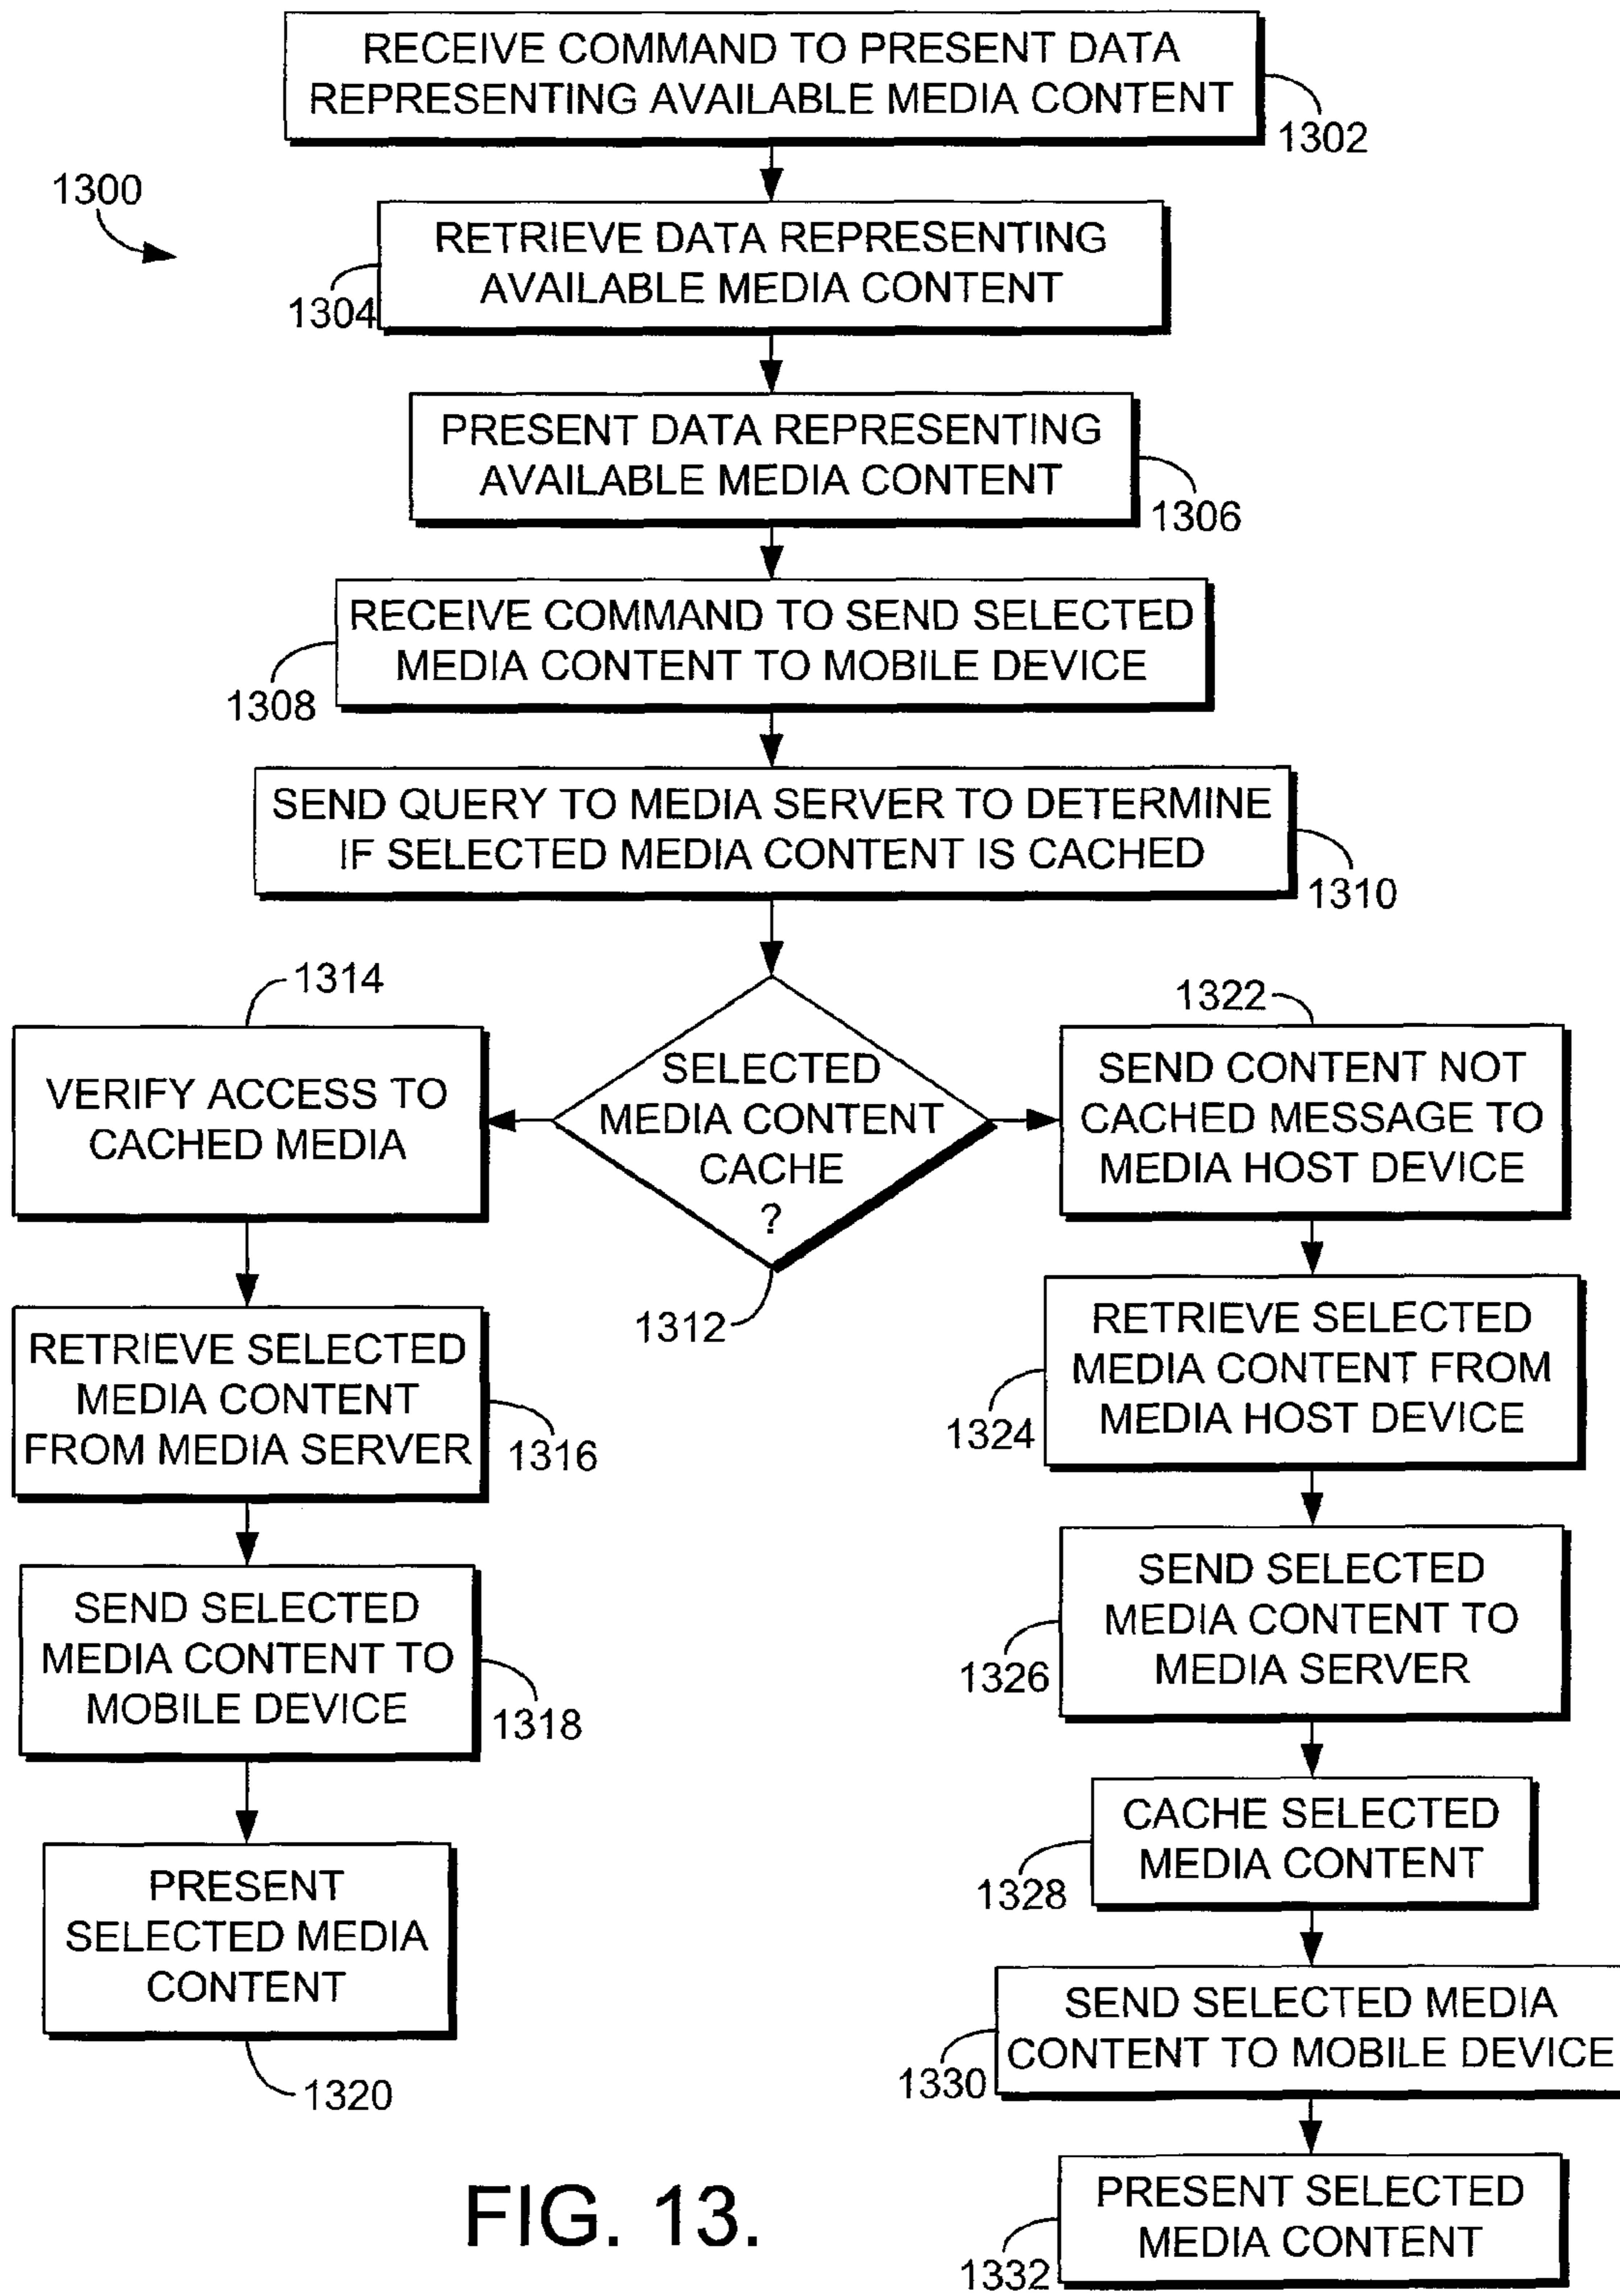 RECEIVE COMMAND TO PRESENT DATA
REPRESENTING AVAILABLE MEDIA CONTENT
1302
1300
RETRIEVE DATA REPRESENTING
AVAILABLE MEDIA CONTENT
1304
PRESENT DATA REPRESENTING
AVAILABLE MEDIA CONTENT
1306
RECEIVE COMMAND TO SEND SELECTED
MEDIA CONTENT TO MOBILE DEVICE
1308
SEND QUERY TO MEDIA SERVER TO DETERMINE
IF SELECTED MEDIA CONTENT IS CACHED
1310
SELECTED
MEDIA CONTENT
CACHE
?
1312
1314
VERIFY ACCESS TO
CACHED MEDIA
RETRIEVE SELECTED
MEDIA CONTENT
FROM MEDIA SERVER
1316
SEND SELECTED
MEDIA CONTENT TO
MOBILE DEVICE
1318
PRESENT
SELECTED MEDIA
CONTENT
1320
1322
SEND CONTENT NOT
CACHED MESSAGE TO
MEDIA HOST DEVICE
RETRIEVE SELECTED
MEDIA CONTENT FROM
MEDIA HOST DEVICE
1324
SEND SELECTED
MEDIA CONTENT TO
MEDIA SERVER
1326
CACHE SELECTED
MEDIA CONTENT
1328
SEND SELECTED MEDIA
CONTENT TO MOBILE DEVICE
1330
PRESENT SELECTED
MEDIA CONTENT
1332
FIG. 13.